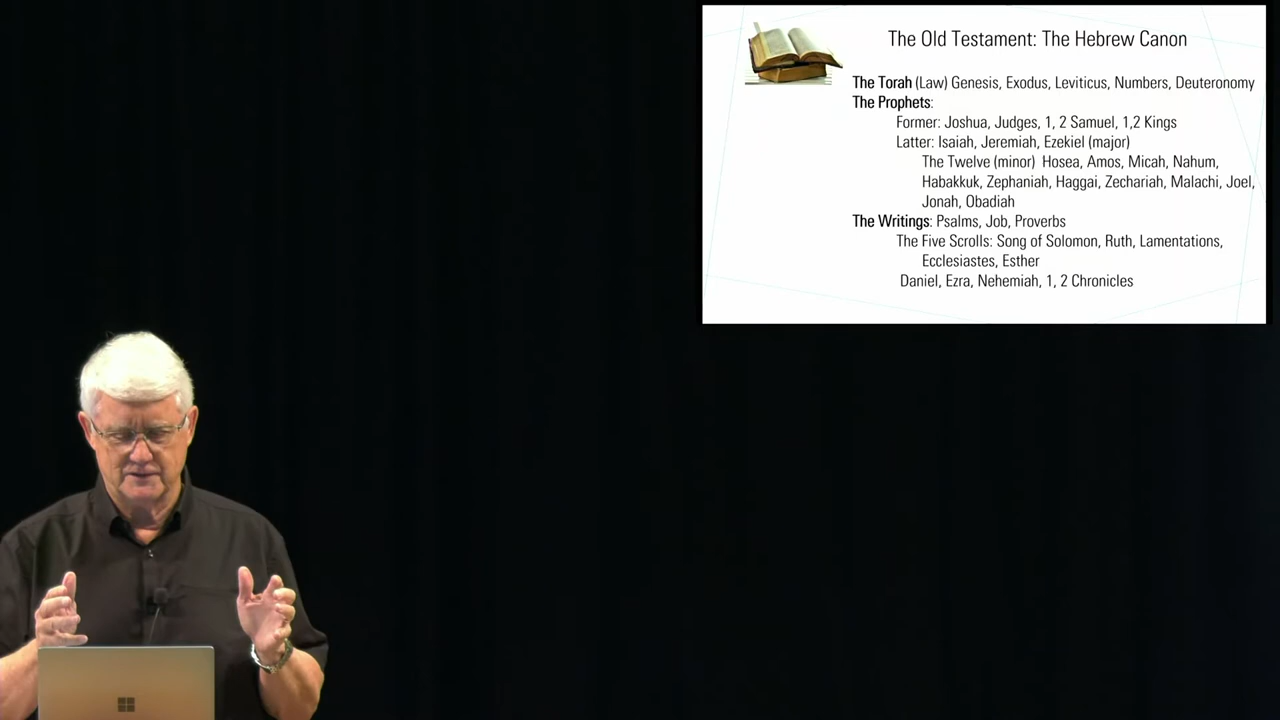 The Old Testament: The Hebrew Canon
The Torah (Law) Genesis, Exodus, Leviticus, Numbers, Deuteronomy
The Prophets:
Former: Joshua, Judges, 1, 2 Samuel, 1,2 Kings
Latter: Isaiah, Jeremiah, Ezekiel (major)
The Twelve (minor) Hosea, Amos, Micah, Nahum,
Habakkuk, Zephaniah, Haggai, Zechariah, Malachi, Joel,
Jonah, Obadiah
The Writings: Psalms, Job, Proverbs
The Five Scrolls: Song of Solomon, Ruth, Lamentations,
Ecclesiastes, Esther
Daniel, Ezra, Nehemiah, 1, 2 Chronicles